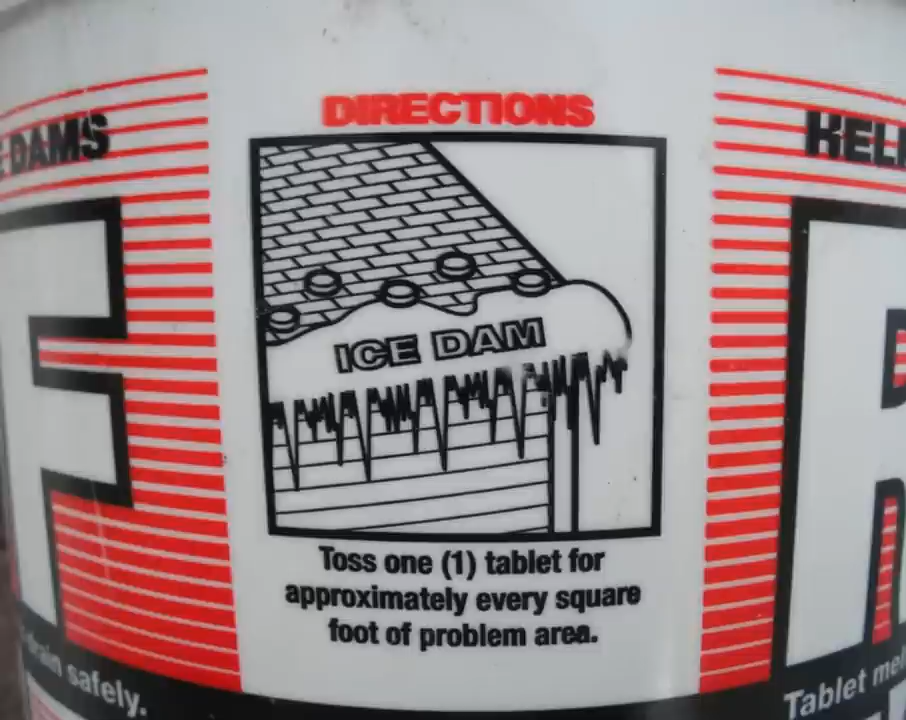 DIRECTIONS
DAMS
ICE DAM
Toss one (1) tablet for
approximately every square
foot of problem area.
safely.
Tablet